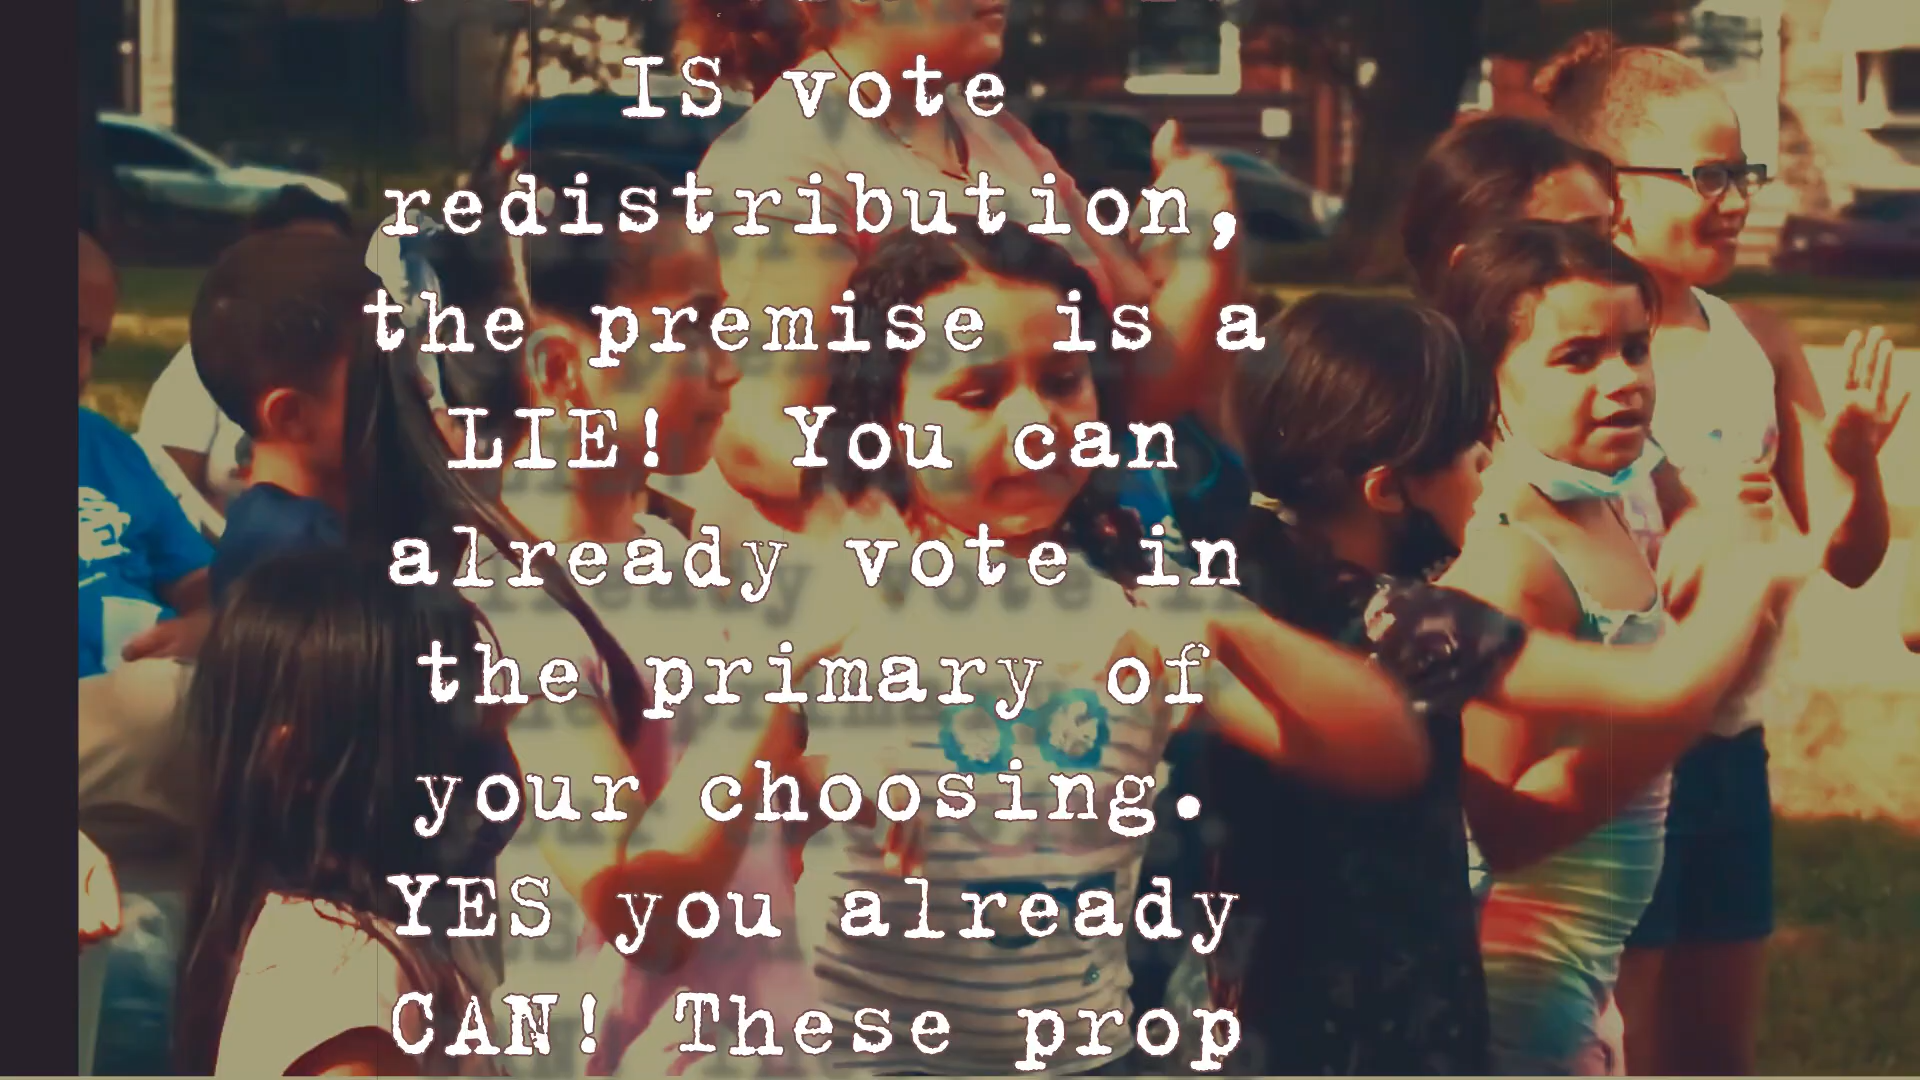 IS vote
redistribution,
the premise is a
LIE!  You can
already vote in
the primary of
your choosing.
YES you already
CAN! These prop